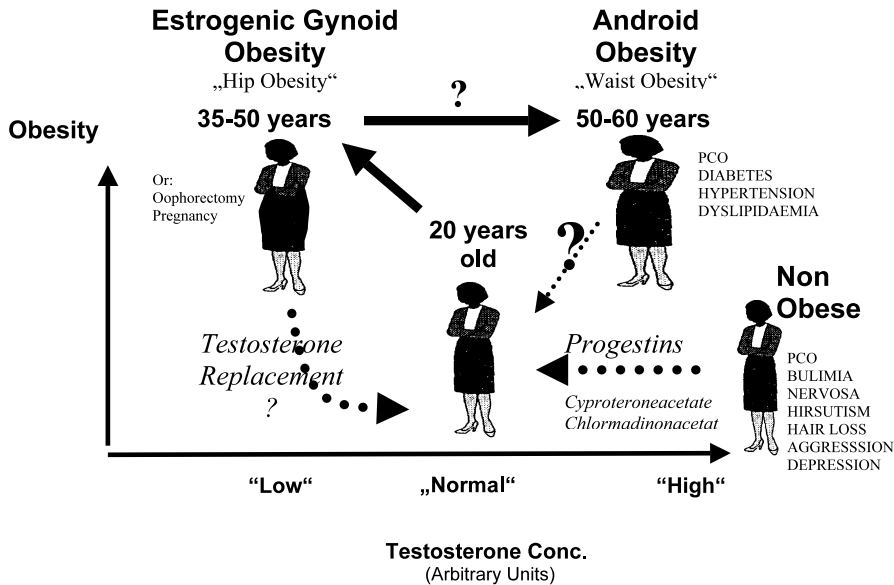 Estrogenic Gynoid
Obesity
„Hip Obesity“
Android
Obesity
„Waist Obesity“
?
35-50 years
50-60 years
Obesity
Or:
Oophorectomy
Pregnancy
PCO
DIABETES
HYPERTENSION
DYSLIPIDAEMIA
20 years
old
?
Non
Obese
Testosterone
Replacement
?
Progestins
Cyproteroneacetate
Chlormadinonacetat
PCO
BULIMIA
NERVOSA
HIRSUTISM
HAIR LOSS
AGGRESSSION
DEPRESSION
“Low“
„Normal“
“High“
Testosterone Conc.
(Arbitrary Units)